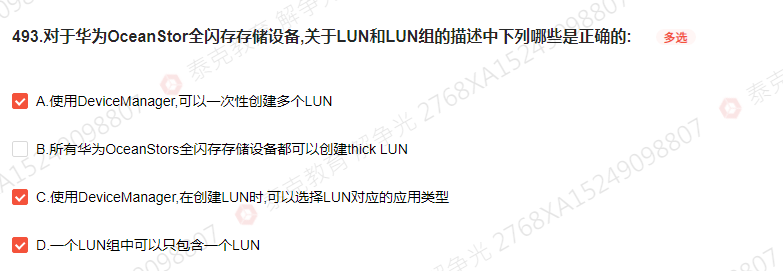 493.对于华为OceanStor全闪存存储设备,关于LUN和LUN组的描述中下列哪些是正确的: 多选
A.使用DeviceManager,可以一次性创建多个LUN
B.所有华为OceanStors全闪存存储设备都可以创建thick LUN
C.使用DeviceManager,在创建LUN时,可以选择LUN对应的应用类型
D.一个LUN组中可以只包含一个LUN
泰克教育 解争光 2768XA15249098807